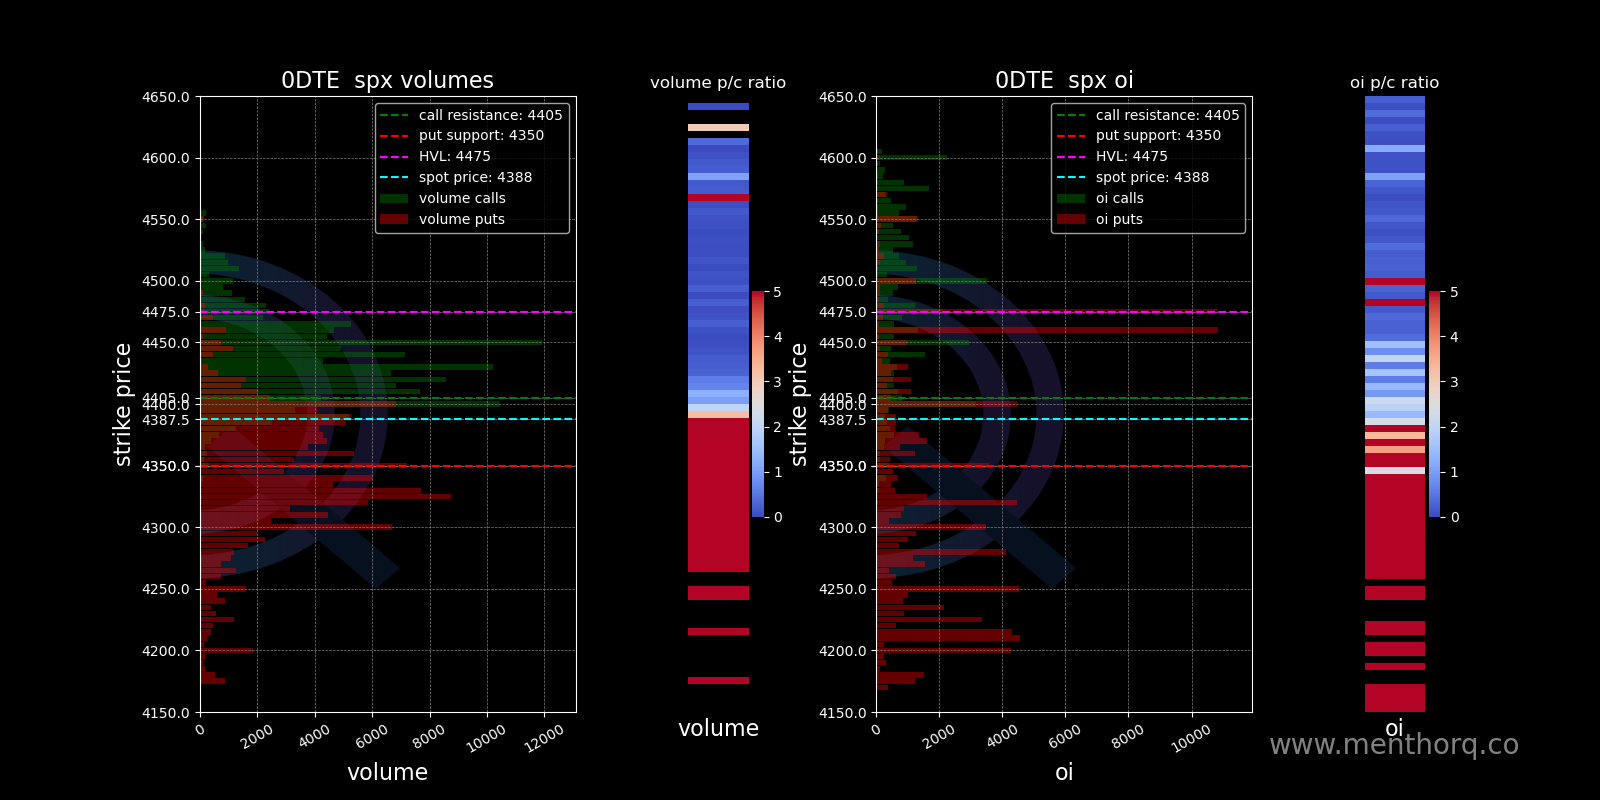 0DTE  spx volumes
volume p/c ratio
0DTE  spx oi
oi p/c ratio
4650.0
4600.0
4550.0
4500.0
4475.0
4450.0
4405.0
4400.0
4387.5
4350.0
4300.0
4250.0
4200.0
4150.0
strike price
call resistance: 4405
put support: 4350
HVL: 4475
spot price: 4388
volume calls
volume puts
0
2000
4000
6000
8000
10000
12000
volume
5
4
3
2
1
0
volume
4650.0
4600.0
4550.0
4500.0
4475.0
4450.0
4405.0
4400.0
4387.5
4350.0
4300.0
4250.0
4200.0
4150.0
strike price
call resistance: 4405
put support: 4350
HVL: 4475
spot price: 4388
oi calls
oi puts
0
2000
4000
6000
8000
10000
oi
5
4
3
2
1
0
oi
www.menthorq.co